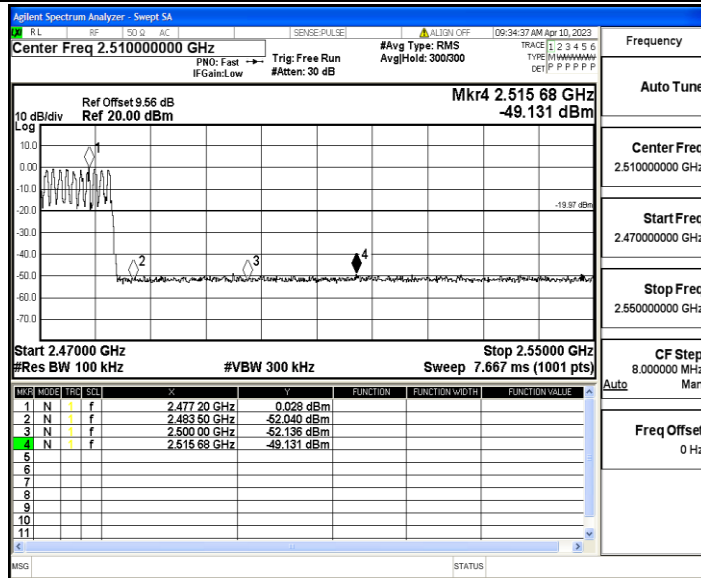 Agilent Spectrum Analyzer - Swept SA
RL RF 50 Ω AC SENSE:PULSE ALIGN OFF 09:34:37 AM Apr 10, 2023
Center Freq 2.510000000 GHz
PNO: Fast
IFGain:Low
Trig: Free Run
#Atten: 30 dB
#Avg Type: RMS
Avg|Hold: 300/300
TRACE 1 2 3 4 5 6
TYPE MWWWWW
DET P P P P P P
Ref Offset 9.56 dB
Ref 20.00 dBm
10 dB/div
Log
Mkr4 2.515 68 GHz
-49.131 dBm
10.0
0.00
-10.0
-20.0
-30.0
-40.0
-50.0
-60.0
-70.0
1
2
3
4
-19.97 dBm
Start 2.47000 GHz Stop 2.55000 GHz
#Res BW 100 kHz #VBW 300 kHz Sweep 7.667 ms (1001 pts)
MKR MODE TRC SCL X Y FUNCTION FUNCTION WIDTH FUNCTION VALUE
1 N 1 f 2.477 20 GHz 0.028 dBm
2 N 1 f 2.483 50 GHz -52.040 dBm
3 N 1 f 2.500 00 GHz -52.136 dBm
4 N 1 f 2.515 68 GHz -49.131 dBm
5
6
7
8
9
10
11
MSG STATUS
Frequency
Auto Tune
Center Freq
2.510000000 GHz
Start Freq
2.470000000 GHz
Stop Freq
2.550000000 GHz
CF Step
8.000000 MHz
Auto Man
Freq Offset
0 Hz